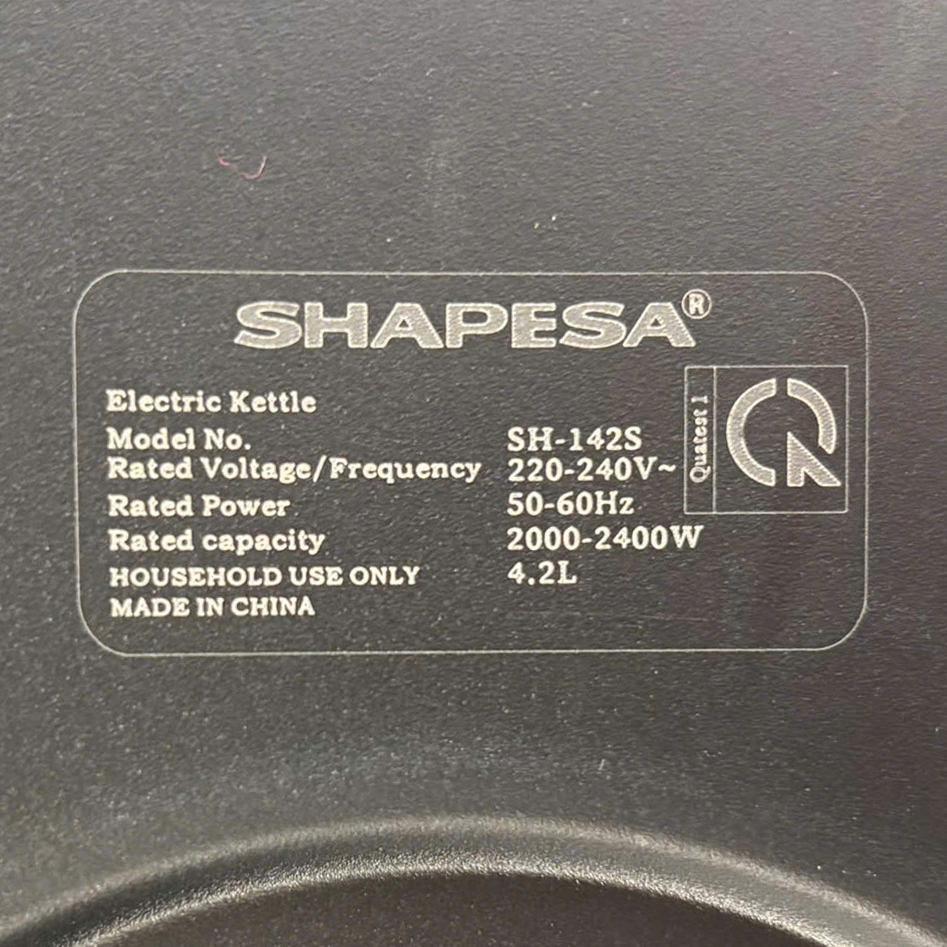 SHAPESA®
Electric Kettle
Model No. SH-142S
Rated Voltage/Frequency 220-240V~
Rated Power 50-60Hz
Rated capacity 2000-2400W
HOUSEHOLD USE ONLY 4.2L
MADE IN CHINA
Quatest 1